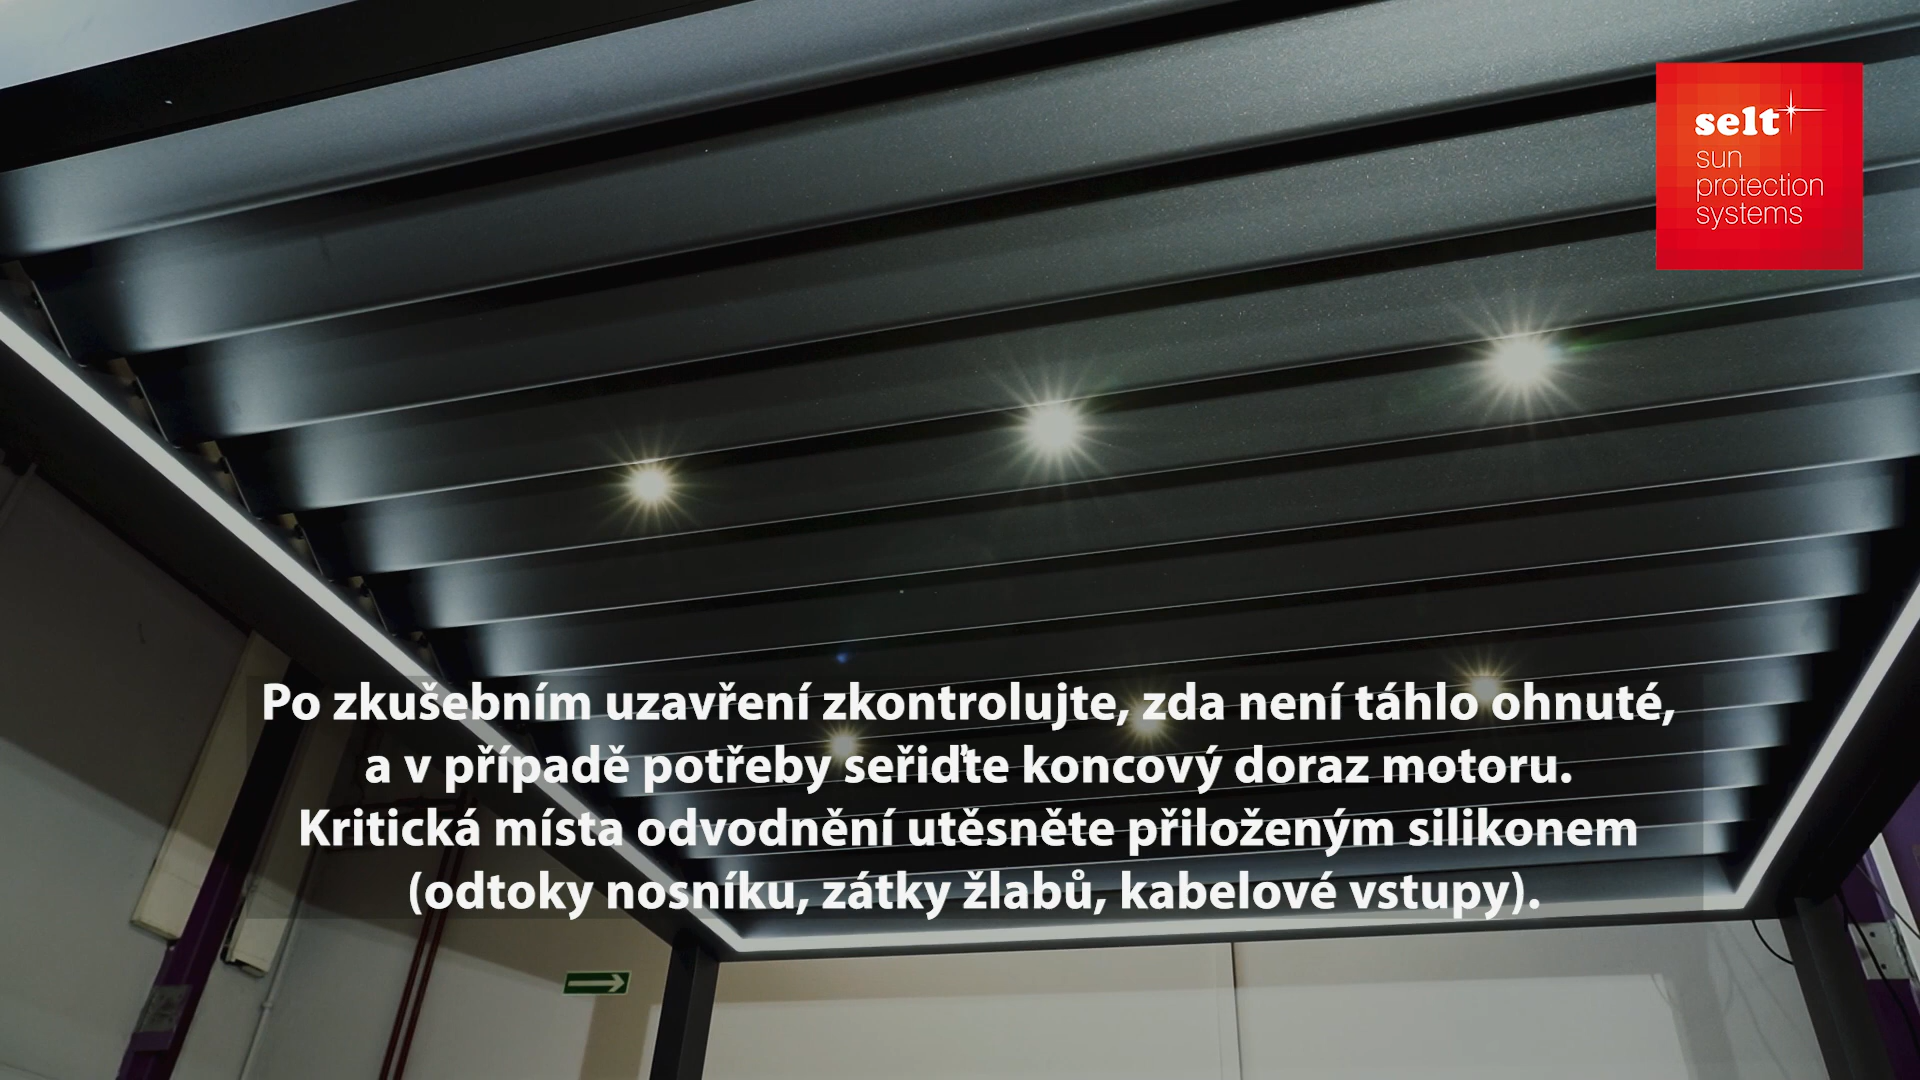 selt
sun
protection
systems
Po zkušebním uzavření zkontrolujte, zda není táhlo ohnuté,
a v případě potřeby seřiďte koncový doraz motoru.
Kritická místa odvodnění utěsněte přiloženým silikonem
(odtoky nosníku, zátky žlabů, kabelové vstupy).